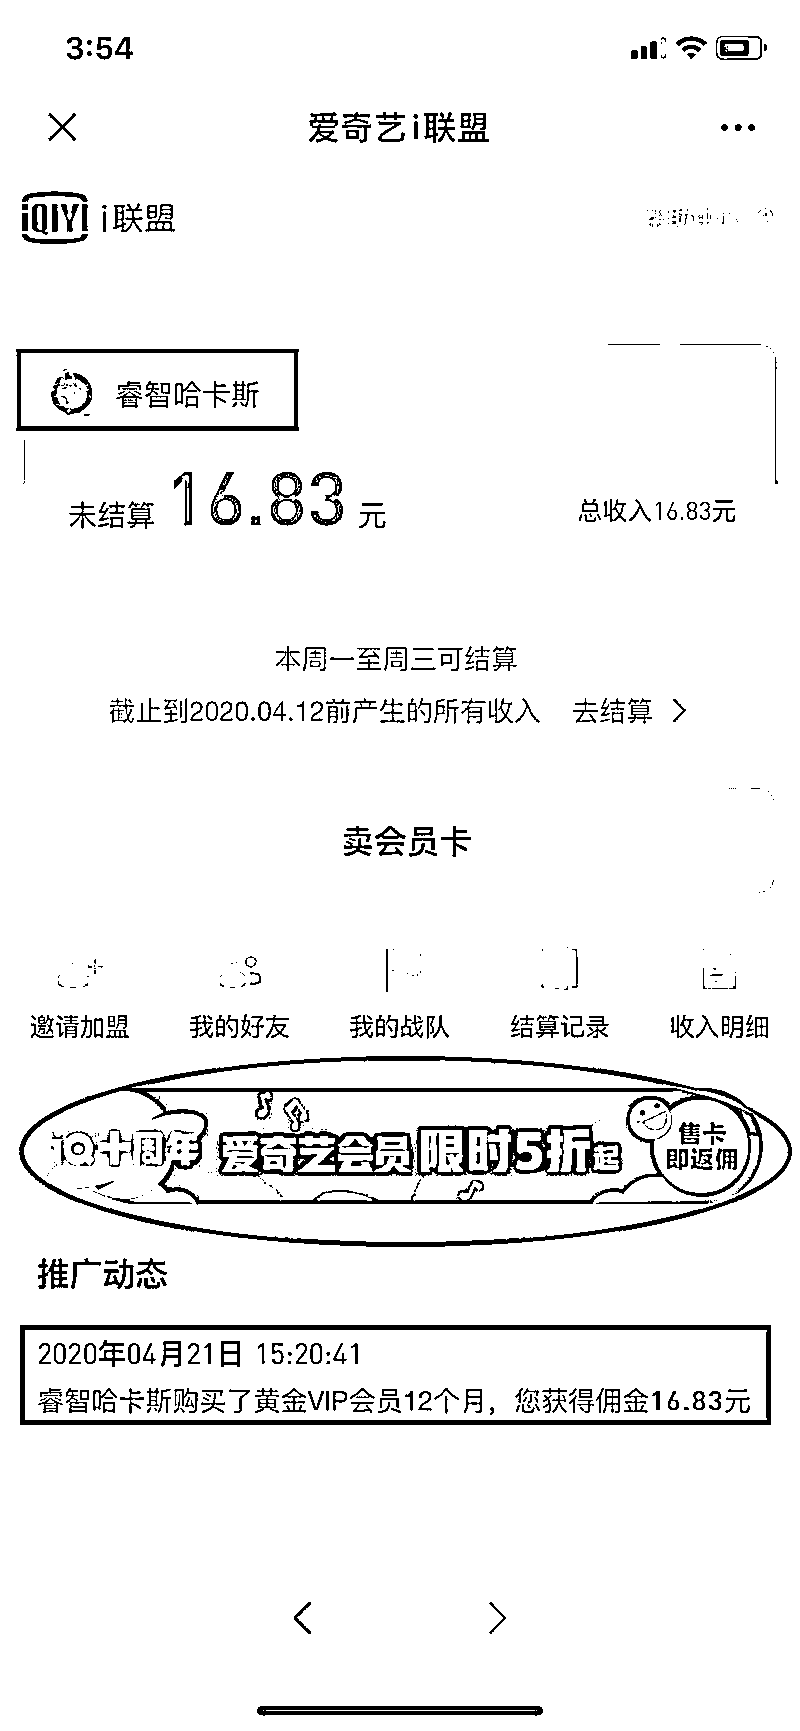 3:54
爱奇艺i联盟
iQIYI i联盟
睿智哈卡斯
未结算 16.83 元
总收入16.83元
本周一至周三可结算
截止到2020.04.12前产生的所有收入 去结算 >
卖会员卡
邀请加盟 我的好友 我的战队 结算记录 收入明细
十周年 爱奇艺会员限时5折起 售卡
即返佣
推广动态
2020年04月21日 15:20:41
睿智哈卡斯购买了黄金VIP会员12个月，您获得佣金16.83元